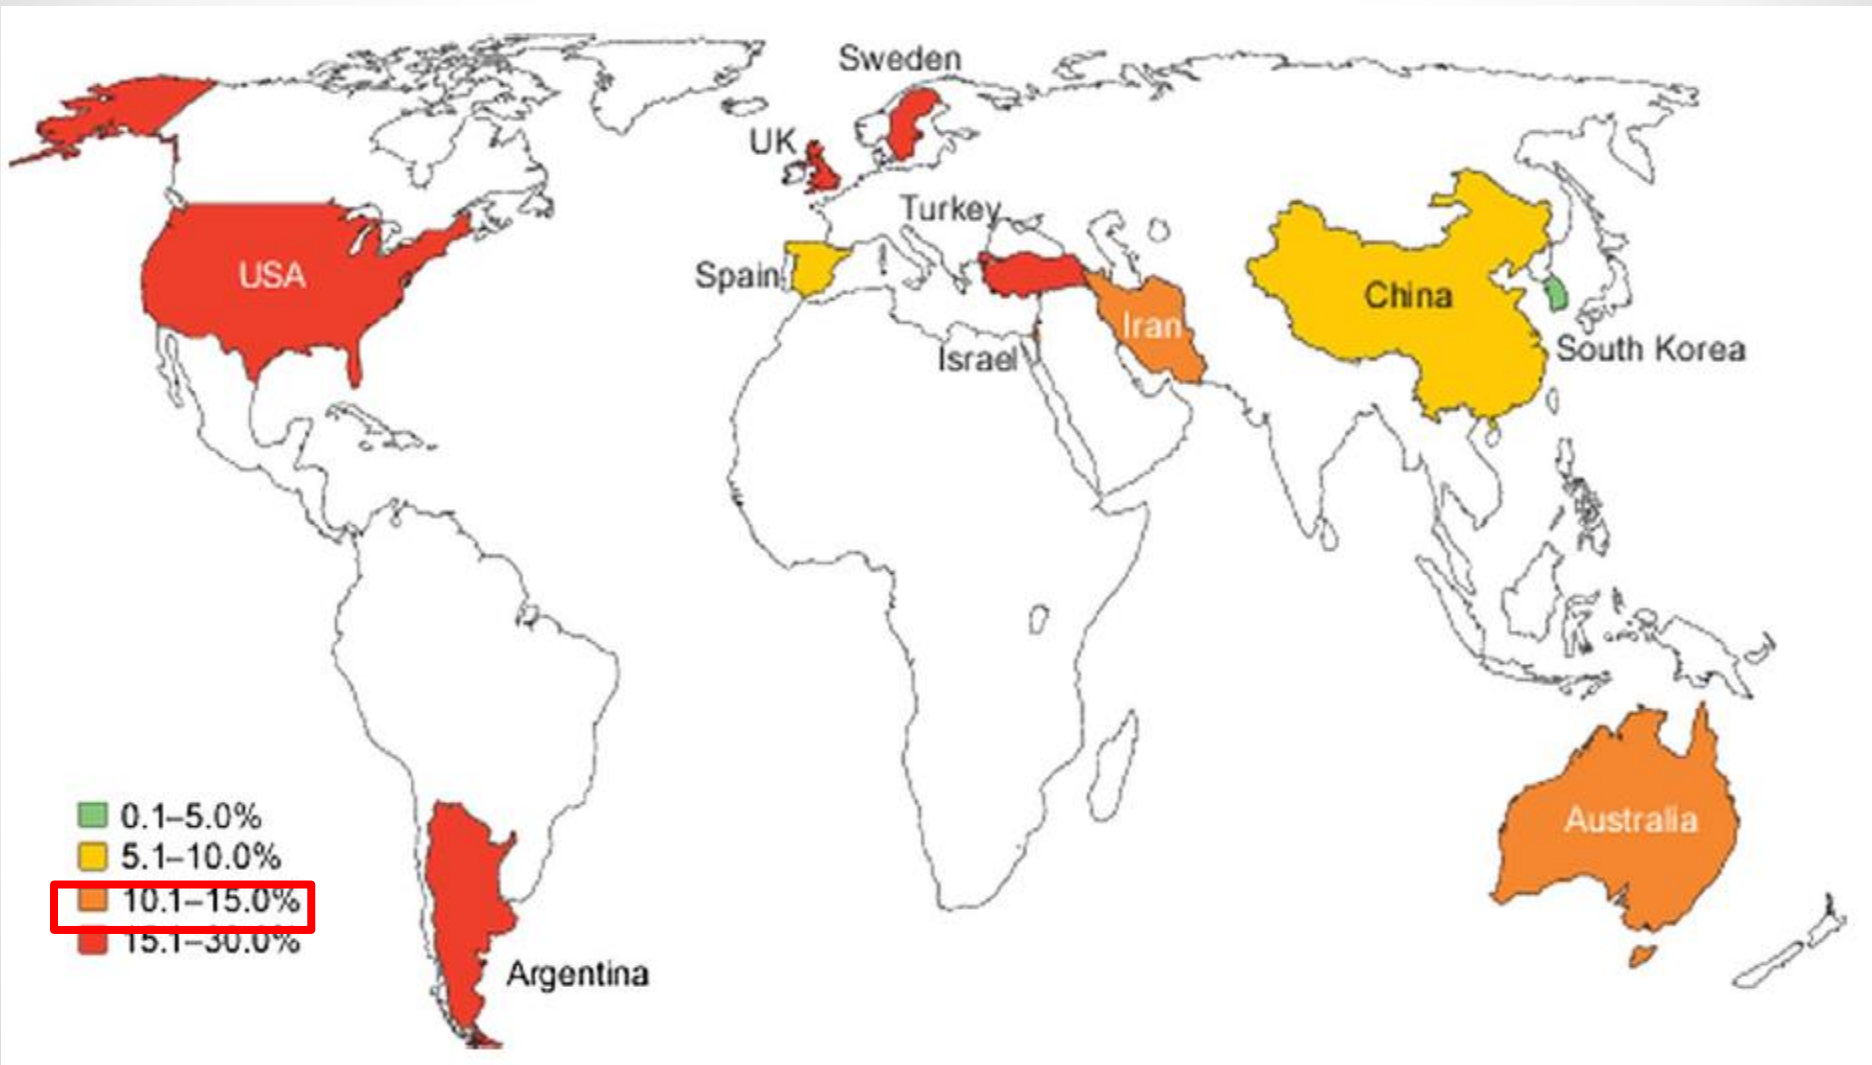 Sweden
UK
Turkey
USA
Spain
China
Iran
Israel
South Korea
Australia
0.1–5.0%
5.1–10.0%
10.1–15.0%
15.1–30.0%
Argentina